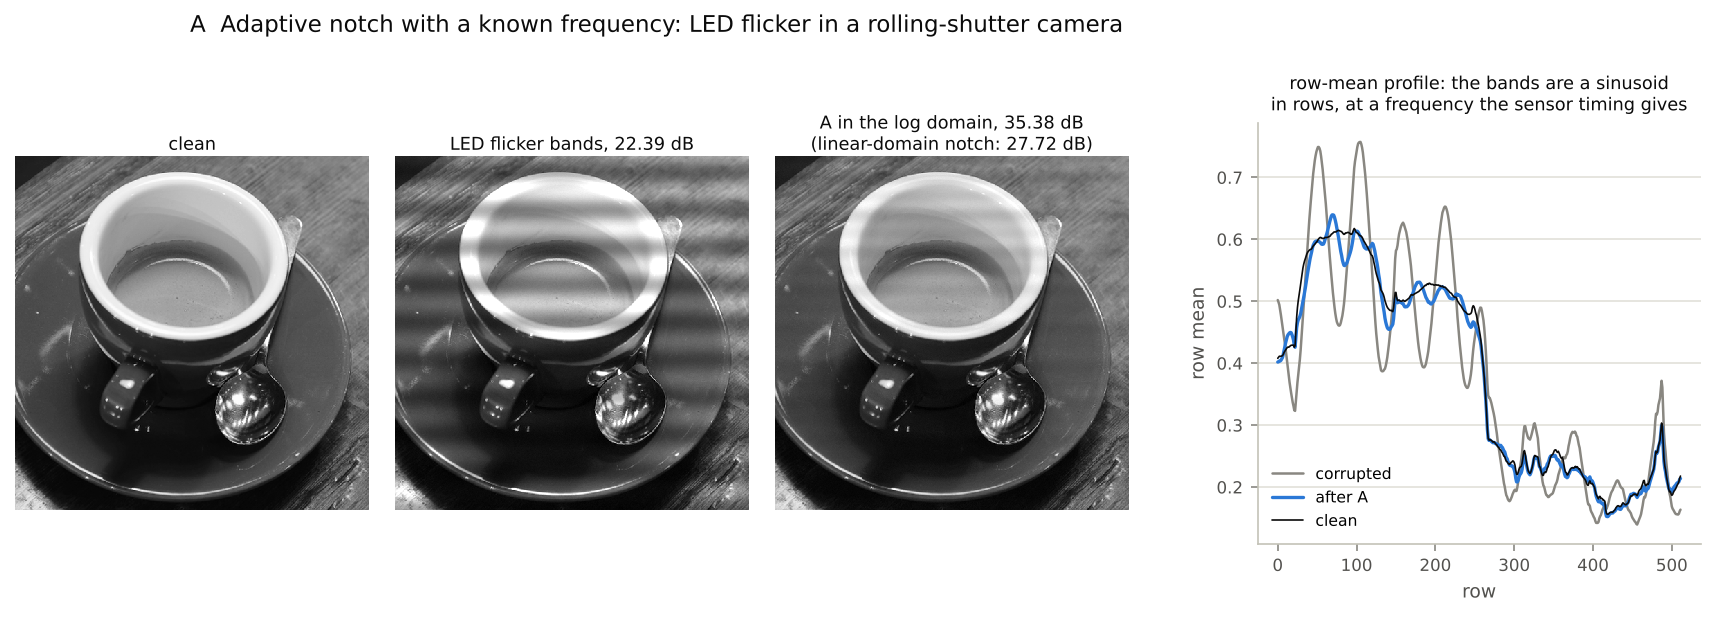 A  Adaptive notch with a known frequency: LED flicker in a rolling-shutter camera
clean
LED flicker bands, 22.39 dB
A in the log domain, 35.38 dB
(linear-domain notch: 27.72 dB)
row-mean profile: the bands are a sinusoid
in rows, at a frequency the sensor timing gives
row mean
0.7
0.6
0.5
0.4
0.3
0.2
corrupted
after A
clean
0 100 200 300 400 500
row